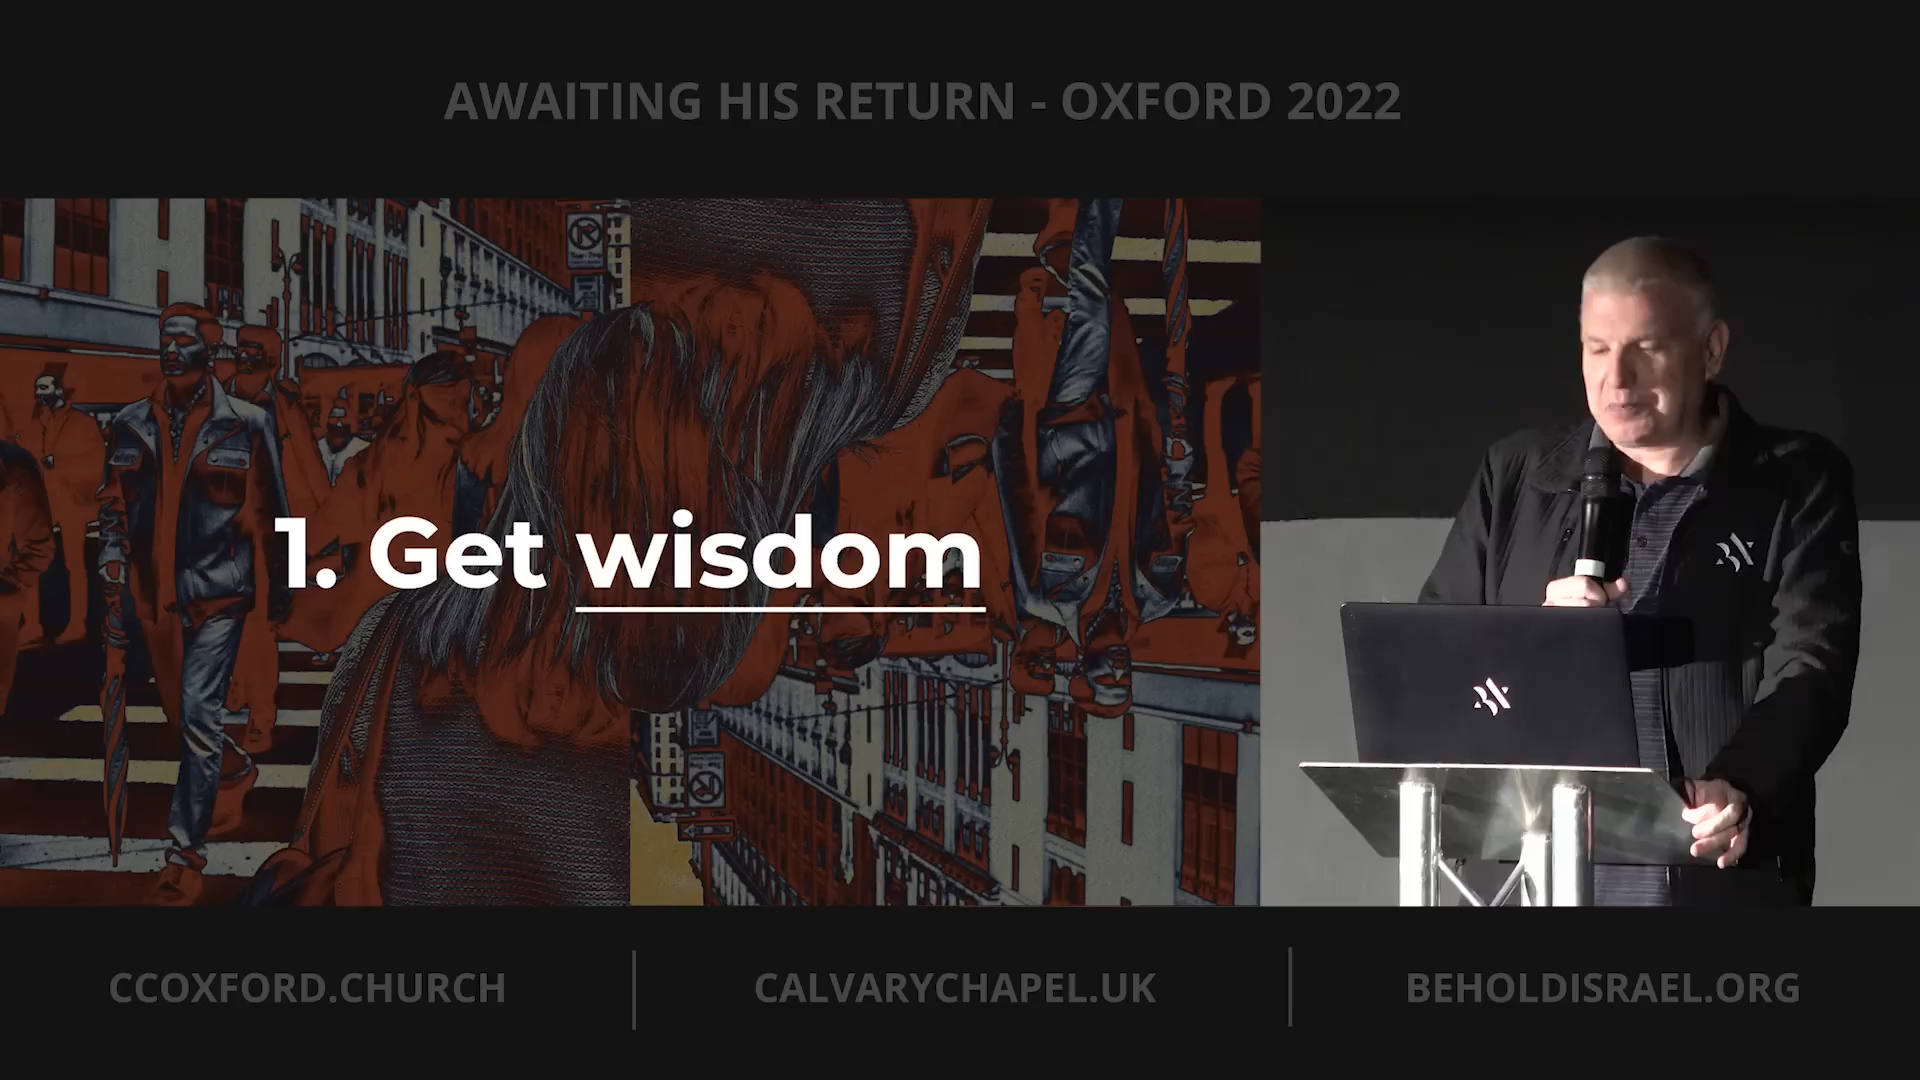 AWAITING HIS RETURN - OXFORD 2022
1. Get wisdom
CCOXFORD.CHURCH
CALVARYCHAPEL.UK
BEHOLDISRAEL.ORG